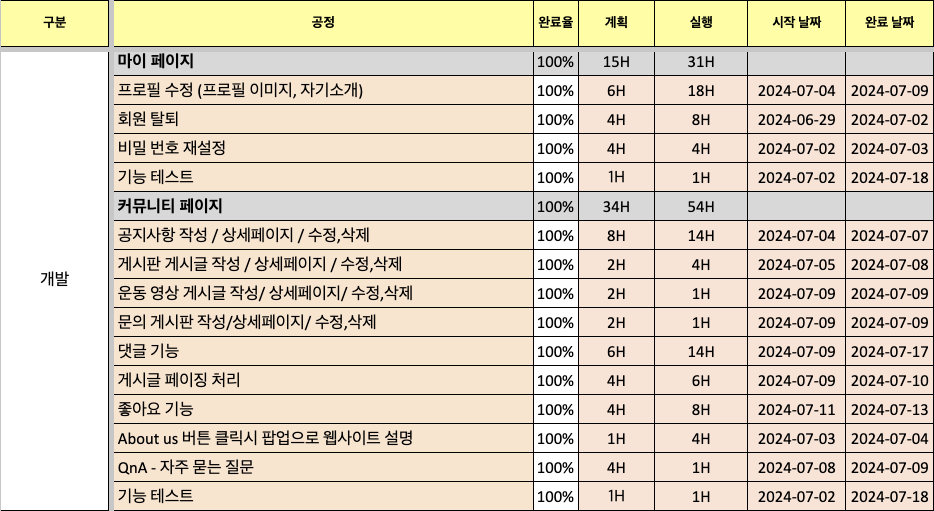 구분 공정 완료율 계획 실행 시작 날짜 완료 날짜
마이 페이지 100% 15H 31H
프로필 수정 (프로필 이미지, 자기소개) 100% 6H 18H 2024-07-04 2024-07-09
회원 탈퇴 100% 4H 8H 2024-06-29 2024-07-02
비밀 번호 재설정 100% 4H 4H 2024-07-02 2024-07-03
기능 테스트 100% 1H 1H 2024-07-02 2024-07-18
커뮤니티 페이지 100% 34H 54H
공지사항 작성 / 상세페이지 / 수정,삭제 100% 8H 14H 2024-07-04 2024-07-07
게시판 게시글 작성 / 상세페이지 / 수정,삭제 100% 2H 4H 2024-07-05 2024-07-08
개발
운동 영상 게시글 작성/ 상세페이지/ 수정,삭제 100% 2H 1H 2024-07-09 2024-07-09
문의 게시판 작성/상세페이지/ 수정,삭제 100% 2H 1H 2024-07-09 2024-07-09
댓글 기능 100% 6H 14H 2024-07-09 2024-07-17
게시글 페이징 처리 100% 4H 6H 2024-07-09 2024-07-10
좋아요 기능 100% 4H 8H 2024-07-11 2024-07-13
About us 버튼 클릭시 팝업으로 웹사이트 설명 100% 1H 4H 2024-07-03 2024-07-04
QnA - 자주 묻는 질문 100% 4H 1H 2024-07-08 2024-07-09
기능 테스트 100% 1H 1H 2024-07-02 2024-07-18